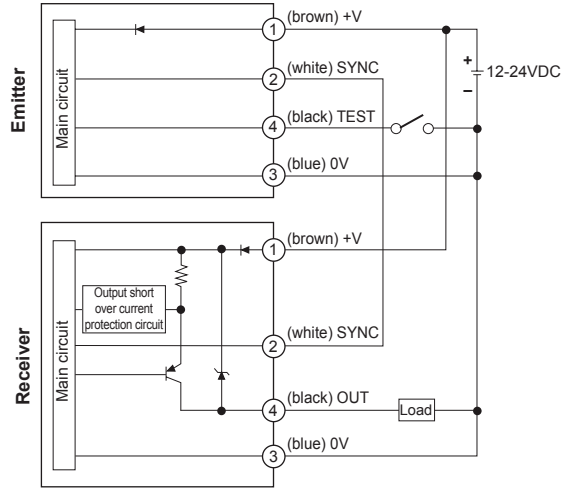 Emitter
Main circuit
1
(brown) +V
2
(white) SYNC
4
(black) TEST
3
(blue) 0V
+
12-24VDC
–
Receiver
Main circuit
Output short
over current
protection circuit
1
(brown) +V
2
(white) SYNC
4
(black) OUT
Load
3
(blue) 0V